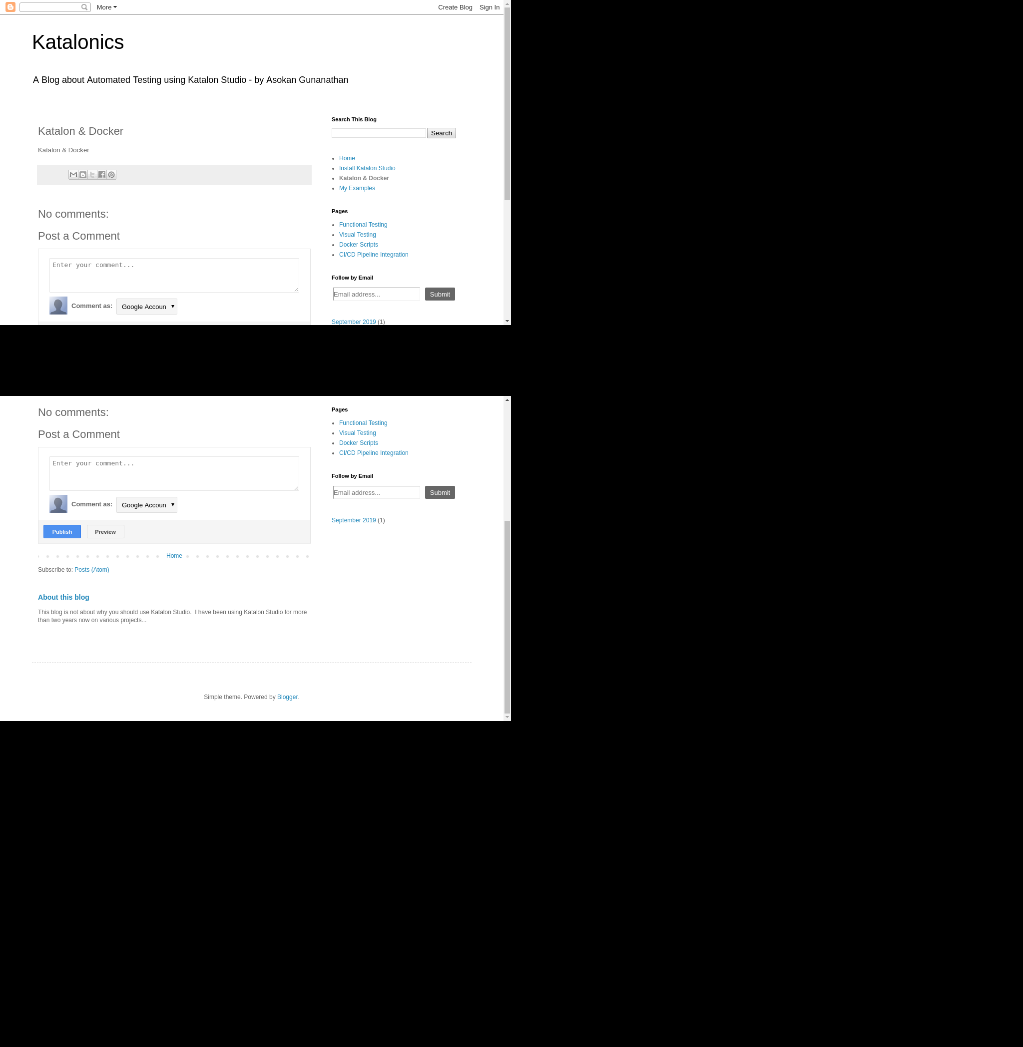 More
Create Blog
Sign In
Katalonics
A Blog about Automated Testing using Katalon Studio - by Asokan Gunanathan
Katalon & Docker
Katalon & Docker
No comments:
Post a Comment
Enter your comment...
Comment as:
Google Accoun
Search This Blog
Search
Home
Install Katalon Studio
Katalon & Docker
My Examples
Pages
Functional Testing
Visual Testing
Docker Scripts
CI/CD Pipeline Integration
Follow by Email
Email address...
Submit
September 2019 (1)
No comments:
Post a Comment
Enter your comment...
Comment as:
Google Accoun
Publish
Preview
Home
Subscribe to: Posts (Atom)
About this blog
This blog is not about why you should use Katalon Studio.  I have been using Katalon Studio for more
than two years now on various projects...
Pages
Functional Testing
Visual Testing
Docker Scripts
CI/CD Pipeline Integration
Follow by Email
Email address...
Submit
September 2019 (1)
Simple theme. Powered by Blogger.